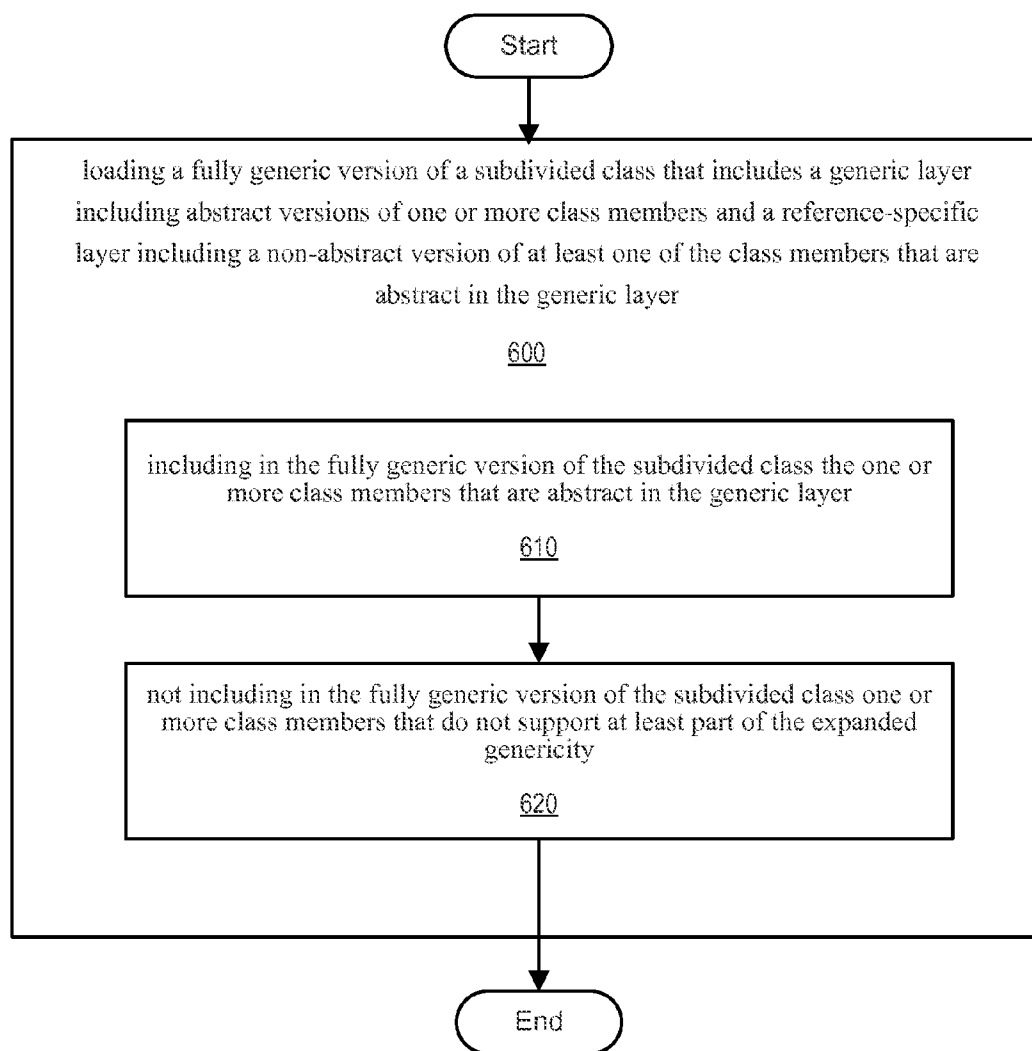 Start
loading a fully generic version of a subdivided class that includes a generic layer
including abstract versions of one or more class members and a reference-specific
layer including a non-abstract version of at least one of the class members that are
abstract in the generic layer
600
including in the fully generic version of the subdivided class the one or
more class members that are abstract in the generic layer
610
not including in the fully generic version of the subdivided class one or
more class members that do not support at least part of the expanded
genericity
620
End